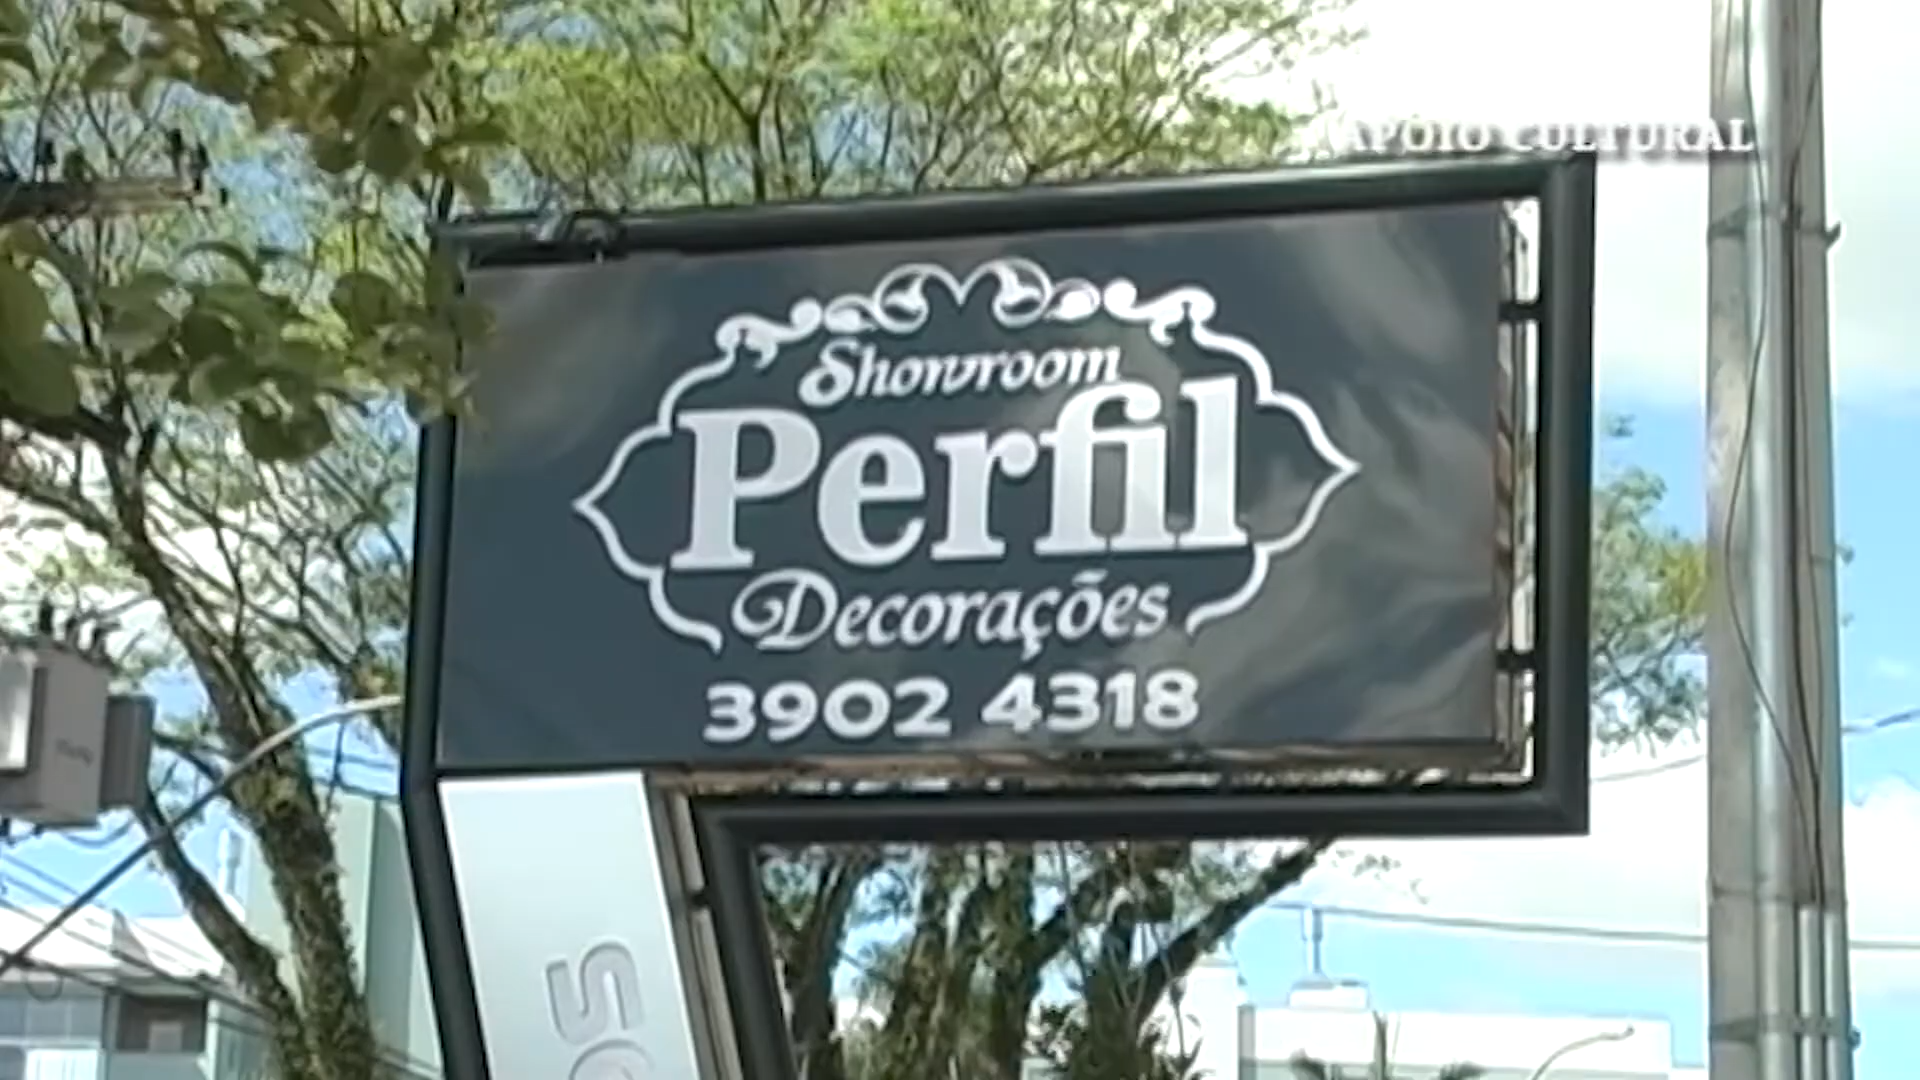 APOIO CULTURAL
Showroom
Perfil
Decorações
3902 4318